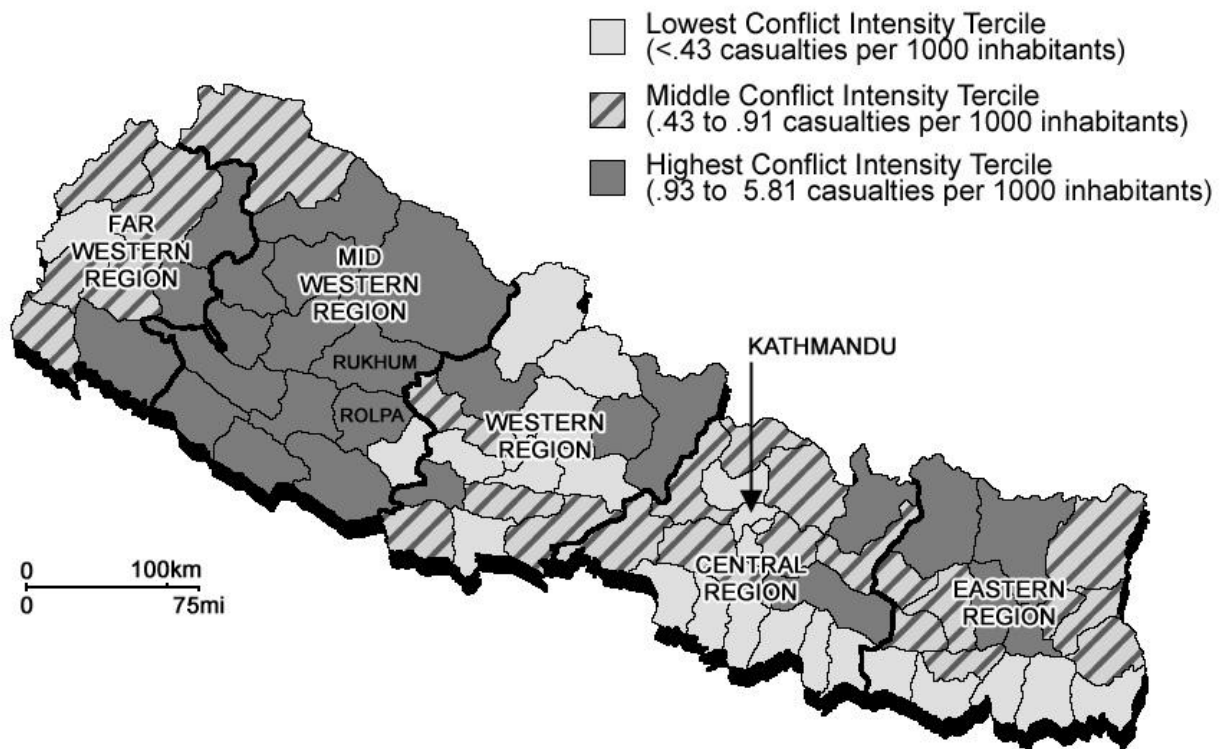 Lowest Conflict Intensity Tercile
(<.43 casualties per 1000 inhabitants)
Middle Conflict Intensity Tercile
(.43 to .91 casualties per 1000 inhabitants)
Highest Conflict Intensity Tercile
(.93 to 5.81 casualties per 1000 inhabitants)
FAR
WESTERN
REGION
MID
WESTERN
REGION
RUKHUM
ROLPA
WESTERN
REGION
KATHMANDU
CENTRAL
REGION
EASTERN
REGION
0 100km
0 75mi